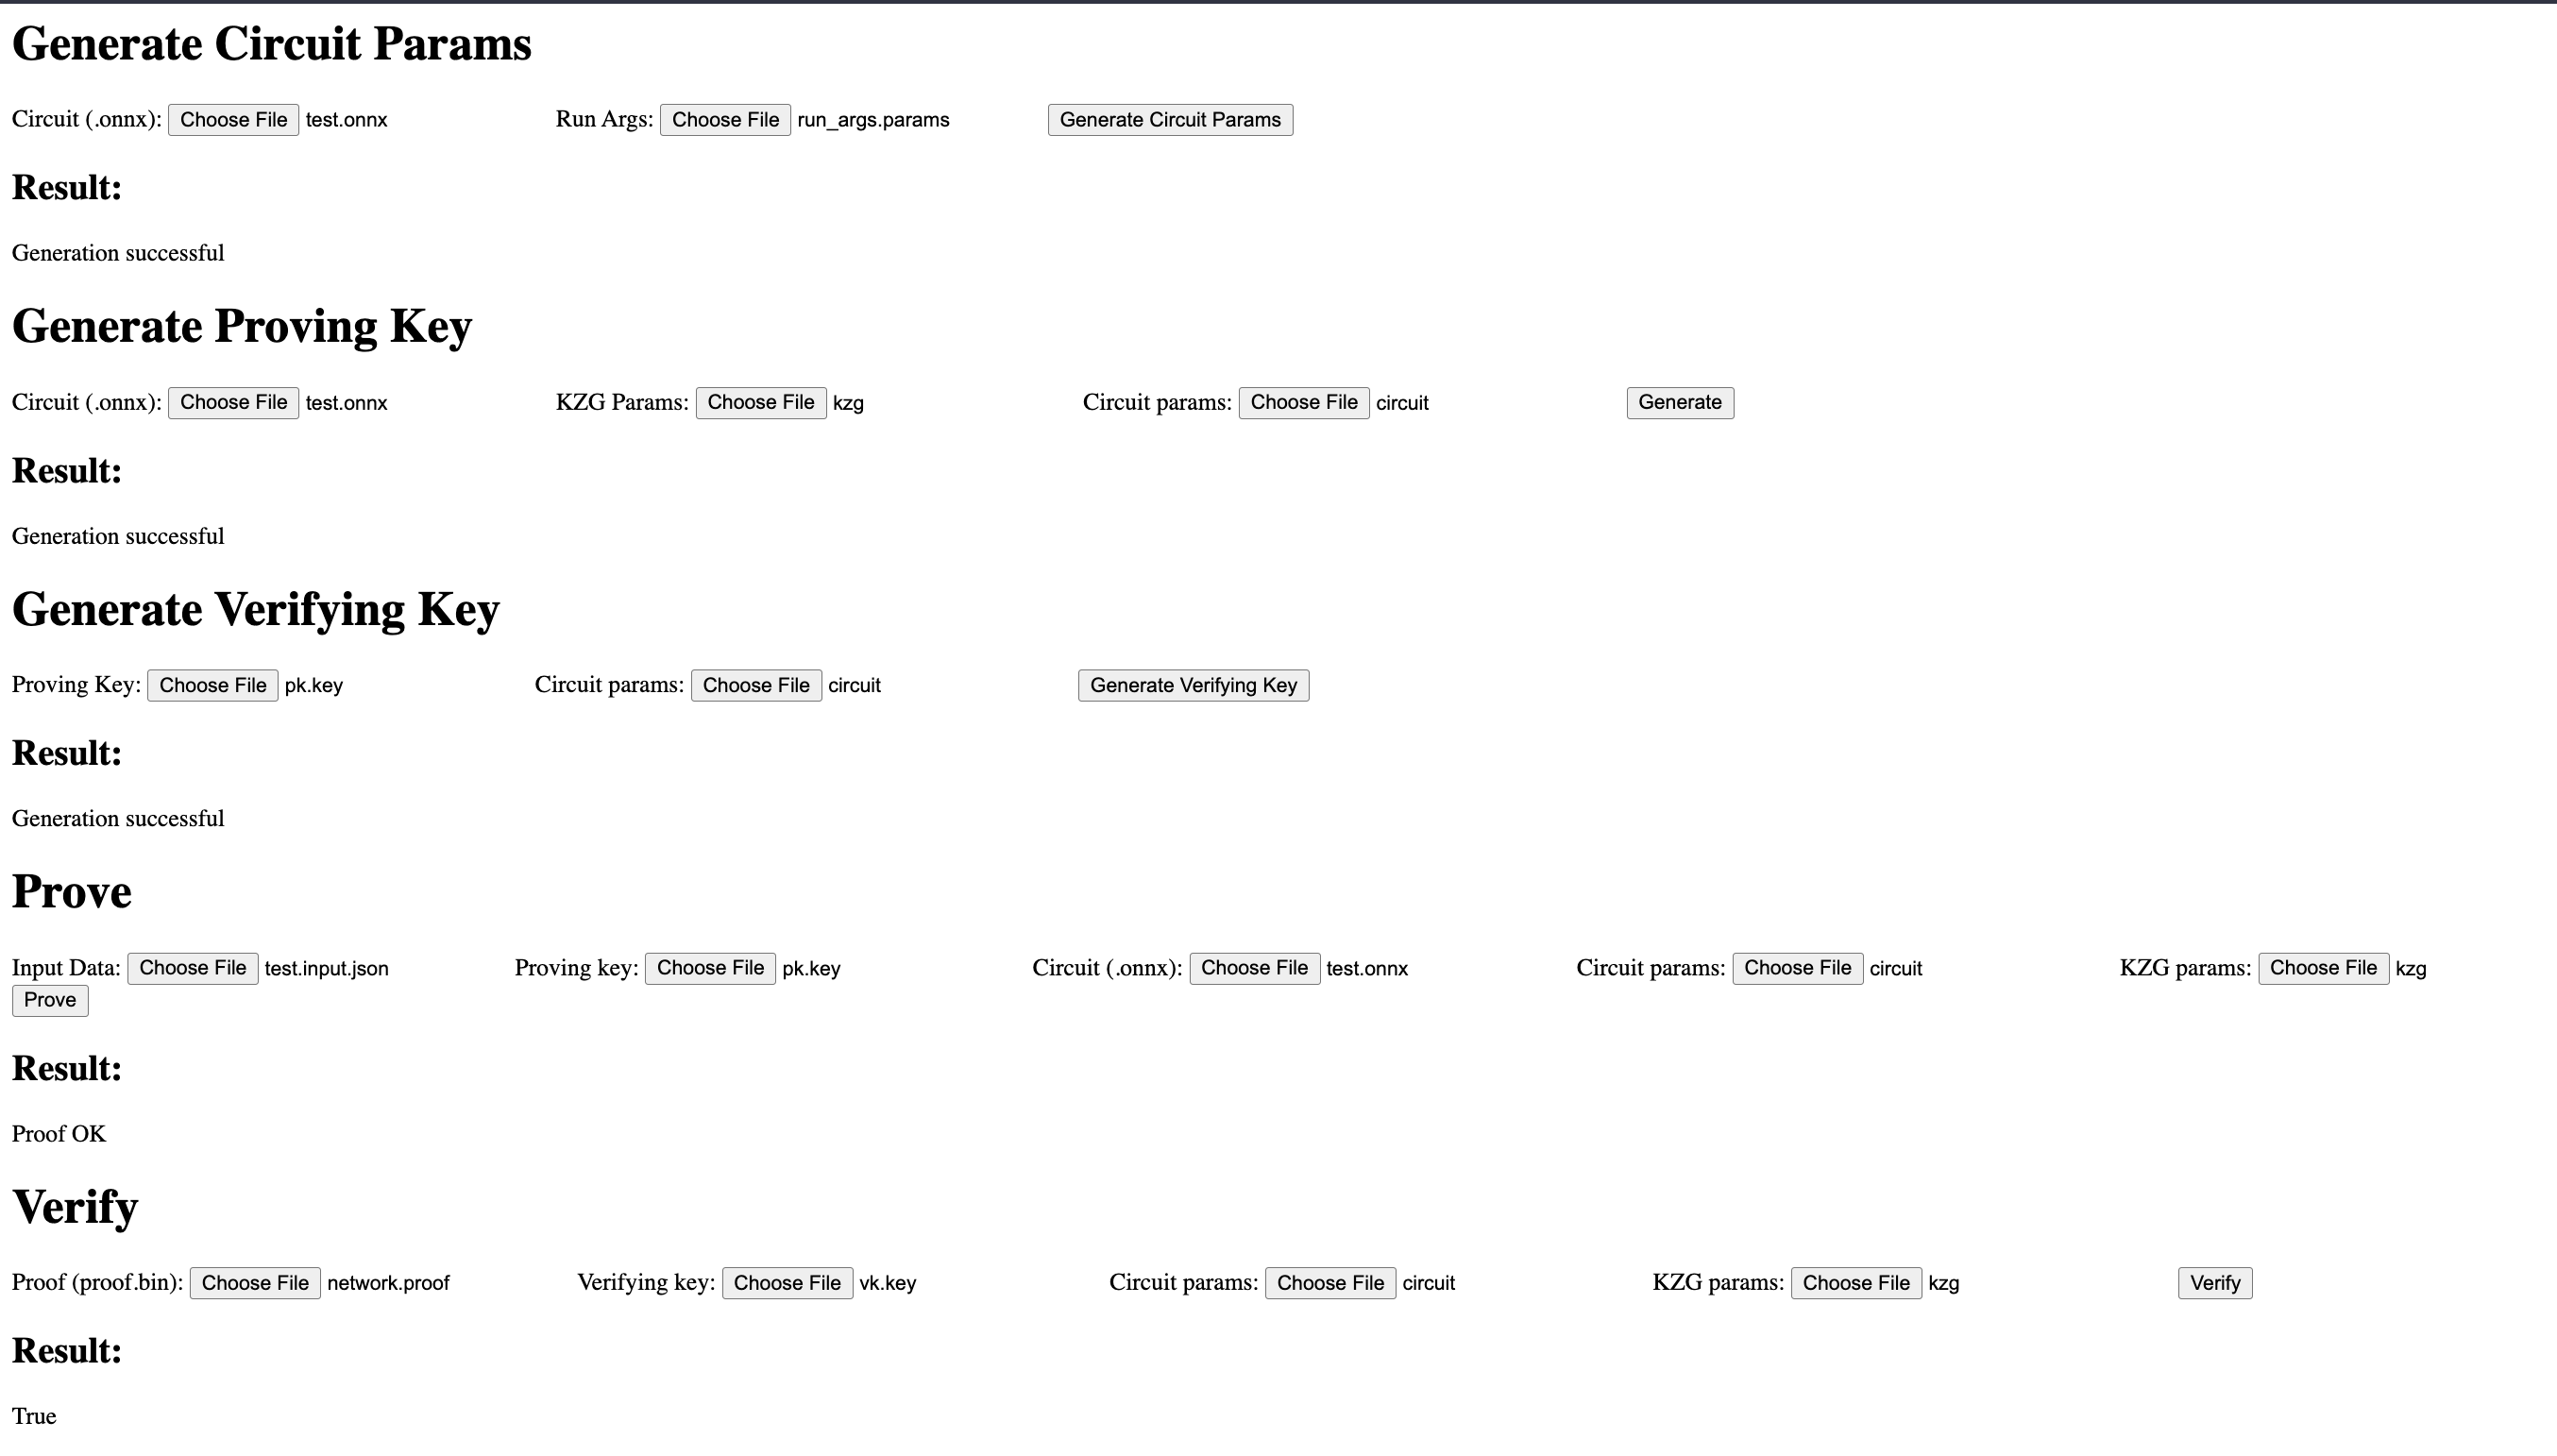 Generate Circuit Params
Circuit (.onnx): Choose File test.onnx Run Args: Choose File run_args.params Generate Circuit Params
Result:
Generation successful
Generate Proving Key
Circuit (.onnx): Choose File test.onnx KZG Params: Choose File kzg Circuit params: Choose File circuit Generate
Result:
Generation successful
Generate Verifying Key
Proving Key: Choose File pk.key Circuit params: Choose File circuit Generate Verifying Key
Result:
Generation successful
Prove
Input Data: Choose File test.input.json Proving key: Choose File pk.key Circuit (.onnx): Choose File test.onnx Circuit params: Choose File circuit KZG params: Choose File kzg
Prove
Result:
Proof OK
Verify
Proof (proof.bin): Choose File network.proof Verifying key: Choose File vk.key Circuit params: Choose File circuit KZG params: Choose File kzg Verify
Result:
True